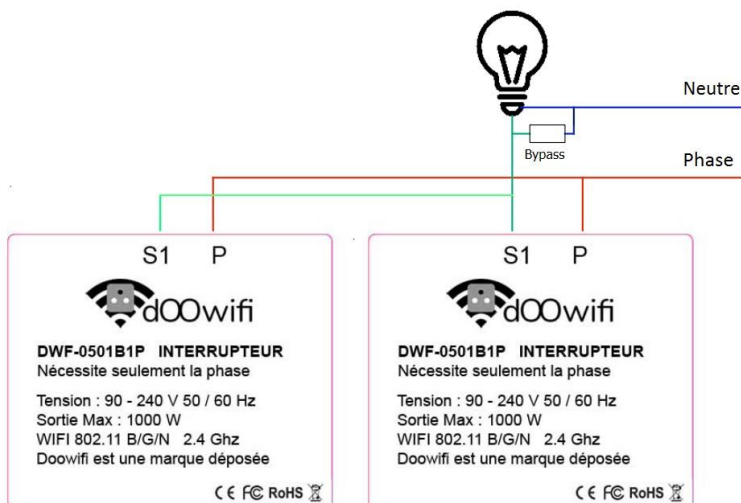 Neutre
Bypass
Phase
S1 P
dOOwifi
DWF-0501B1P INTERRUPTEUR
Nécessite seulement la phase
Tension : 90 - 240 V 50 / 60 Hz
Sortie Max : 1000 W
WIFI 802.11 B/G/N 2.4 Ghz
Doowifi est une marque déposée
CE FC RoHS
S1 P
dOOwifi
DWF-0501B1P INTERRUPTEUR
Nécessite seulement la phase
Tension : 90 - 240 V 50 / 60 Hz
Sortie Max : 1000 W
WIFI 802.11 B/G/N 2.4 Ghz
Doowifi est une marque déposée
CE FC RoHS